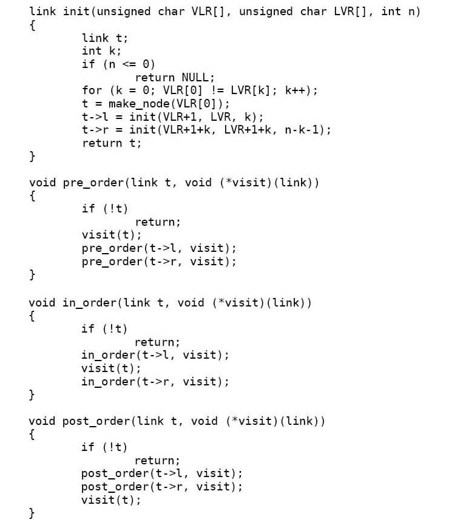 link init(unsigned char VLR[], unsigned char LVR[], int n)
{
        link t;
        int k;
        if (n <= 0)
                return NULL;
        for (k = 0; VLR[0] != LVR[k]; k++);
        t = make_node(VLR[0]);
        t->l = init(VLR+1, LVR, k);
        t->r = init(VLR+1+k, LVR+1+k, n-k-1);
        return t;
}

void pre_order(link t, void (*visit)(link))
{
        if (!t)
                return;
        visit(t);
        pre_order(t->l, visit);
        pre_order(t->r, visit);
}

void in_order(link t, void (*visit)(link))
{
        if (!t)
                return;
        in_order(t->l, visit);
        visit(t);
        in_order(t->r, visit);
}

void post_order(link t, void (*visit)(link))
{
        if (!t)
                return;
        post_order(t->l, visit);
        post_order(t->r, visit);
        visit(t);
}